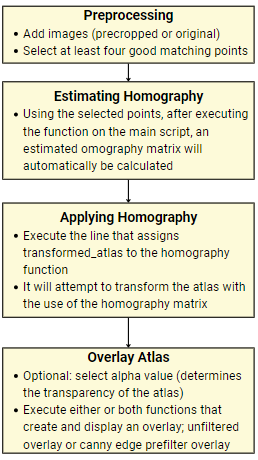 Preprocessing
• Add images (precropped or original)
• Select at least four good matching points
Estimating Homography
• Using the selected points, after executing
the function on the main script, an
estimated omography matrix will
automatically be calculated
Applying Homography
• Execute the line that assigns
transformed_atlas to the homography
function
• It will attempt to transform the atlas with
the use of the homography matrix
Overlay Atlas
• Optional: select alpha value (determines
the transparency of the atlas)
• Execute either or both functions that
create and display an overlay; unfiltered
overlay or canny edge prefilter overlay